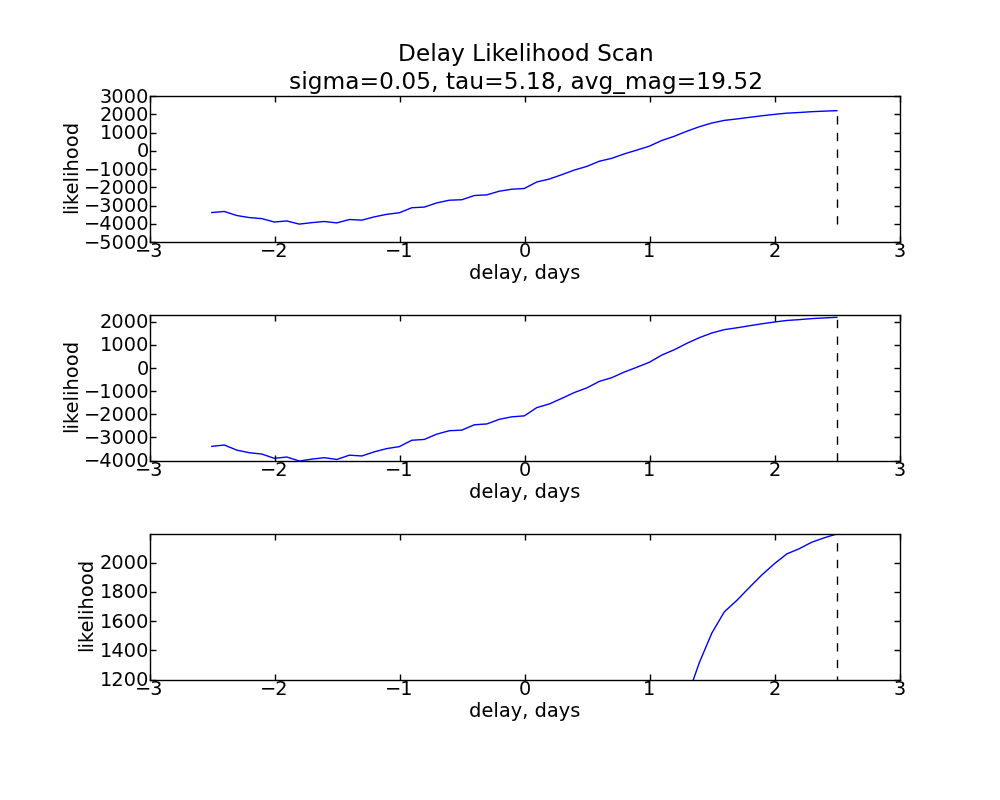 Delay Likelihood Scan
sigma=0.05, tau=5.18, avg_mag=19.52
3000
2000
1000
0
−1000
−2000
−3000
−4000
−5000
likelihood
−3 −2 −1 0 1 2 3
delay, days
2000
1000
0
−1000
−2000
−3000
−4000
likelihood
−3 −2 −1 0 1 2 3
delay, days
2000
1800
1600
1400
1200
likelihood
−3 −2 −1 0 1 2 3
delay, days